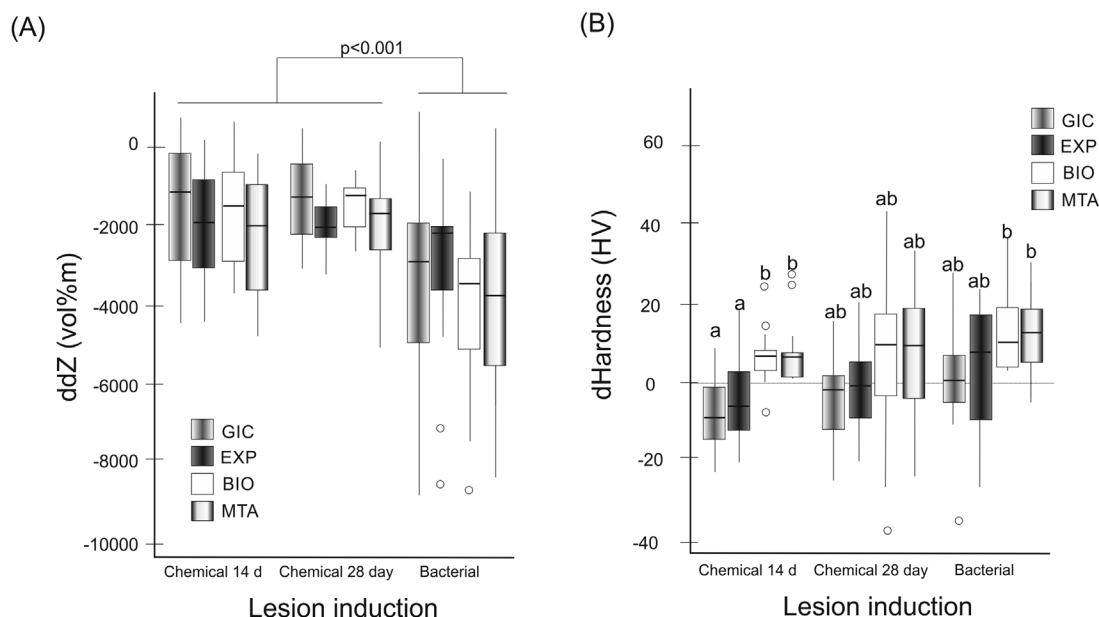 (A)
p<0.001
ddZ (vol%m)
0
-2000
-4000
-6000
-8000
-10000
GIC
EXP
BIO
MTA
Chemical 14 d
Chemical 28 day
Bacterial
Lesion induction
(B)
dHardness (HV)
60
40
20
0
-20
-40
GIC
EXP
BIO
MTA
a
a
b
b
ab
ab
ab
ab
ab
ab
b
b
Chemical 14 d
Chemical 28 day
Bacterial
Lesion induction